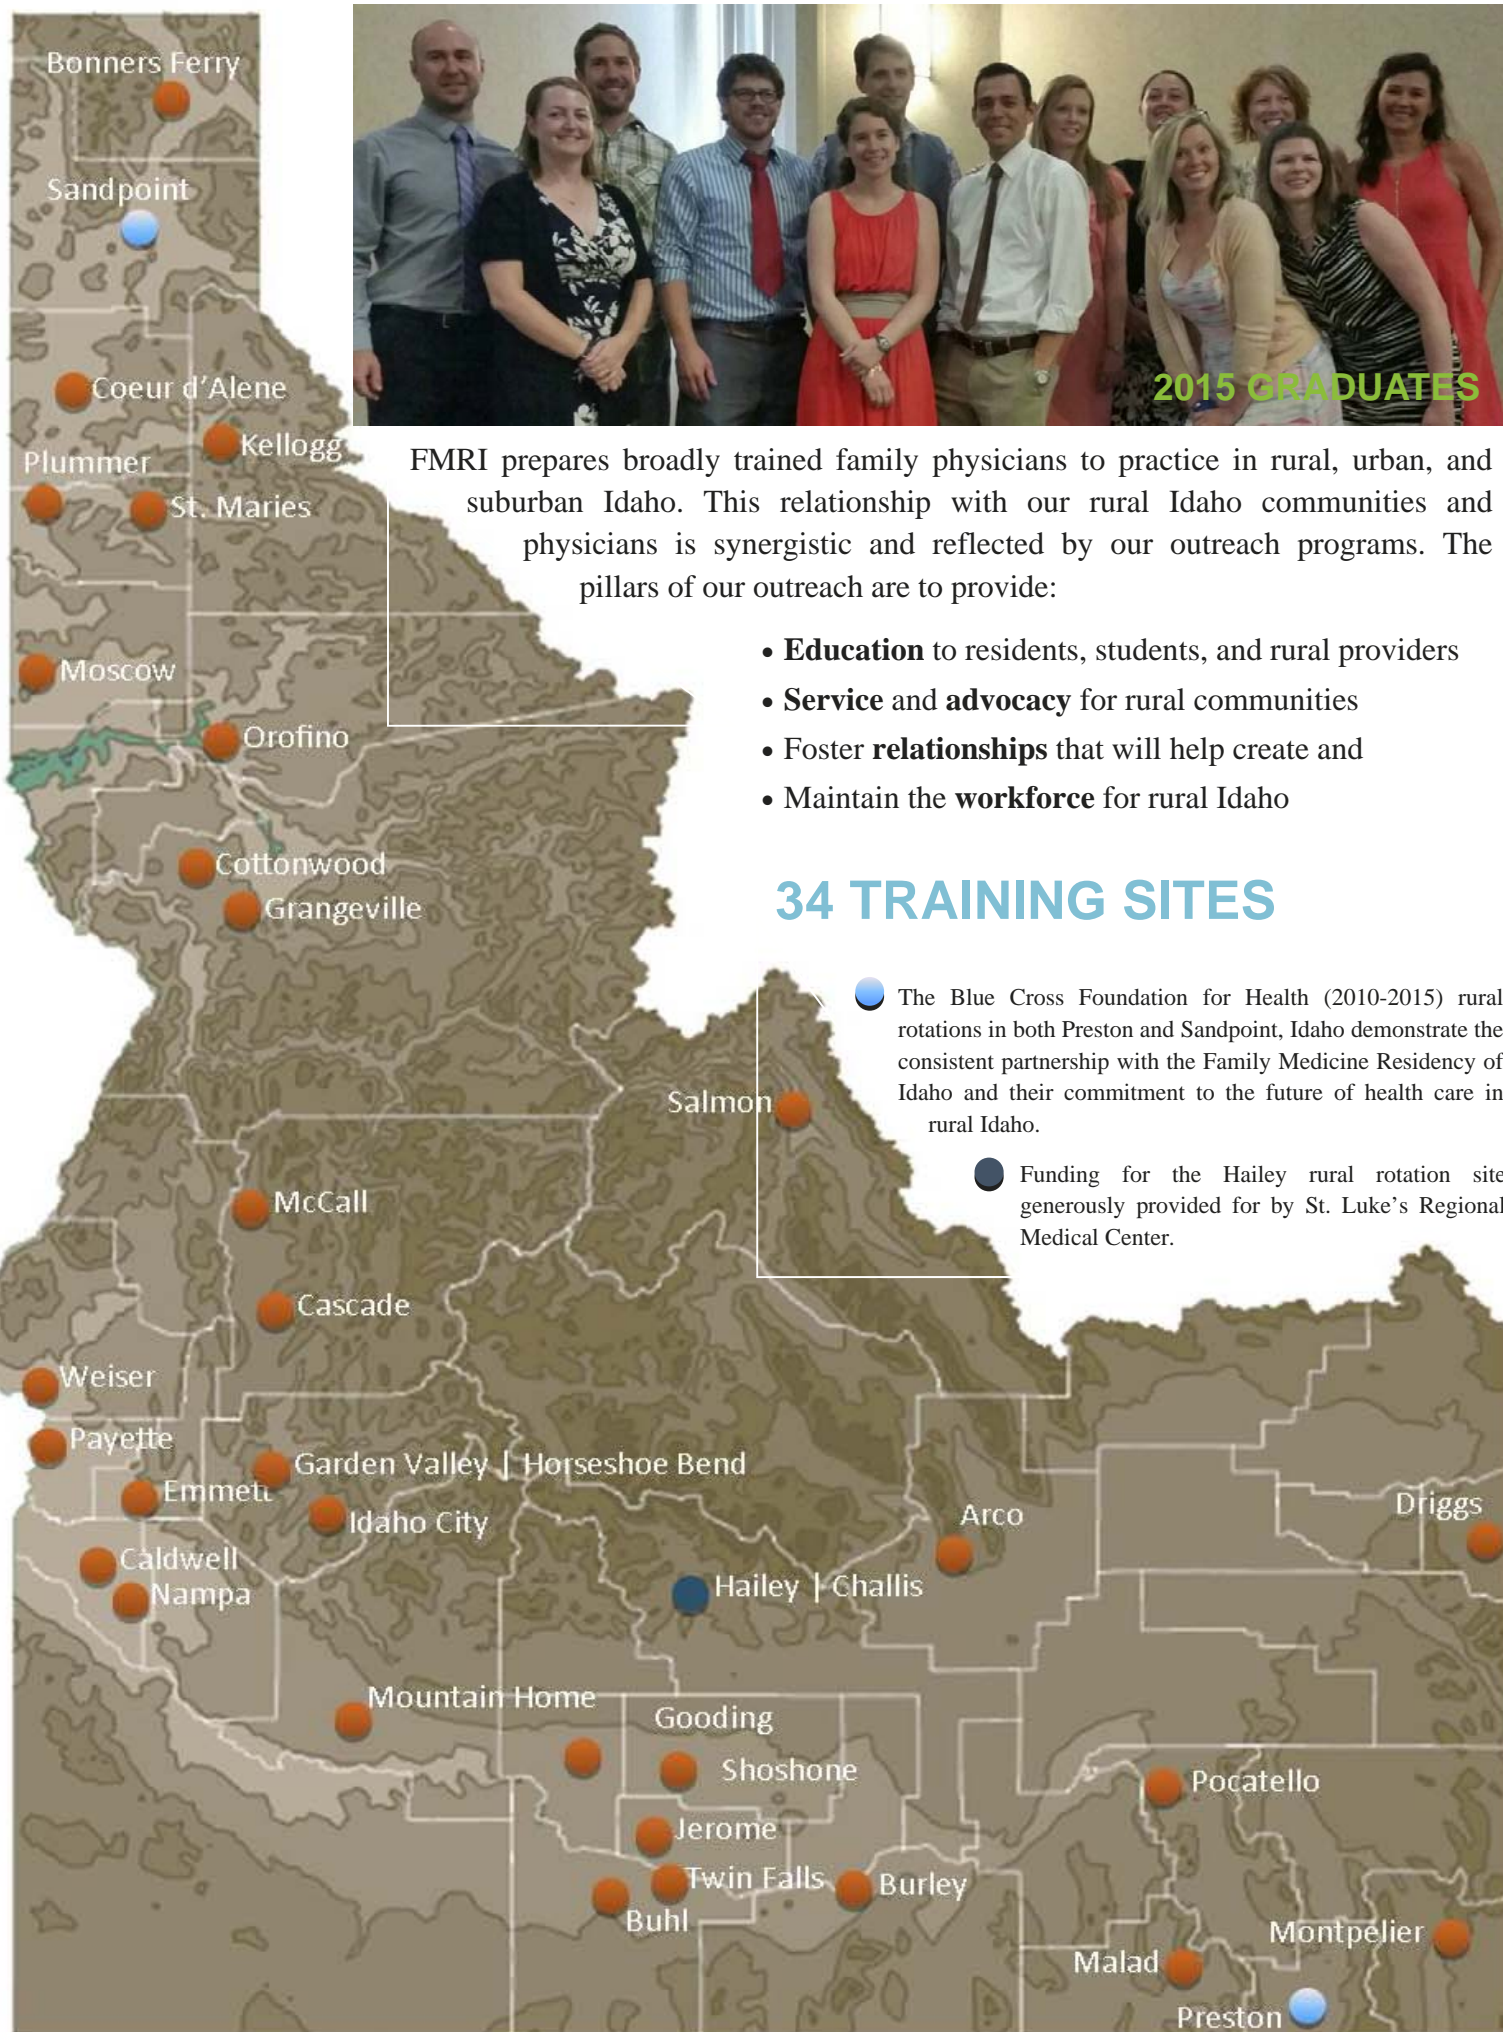 2015 GRADUATES
FMRI prepares broadly trained family physicians to practice in rural, urban, and
suburban Idaho. This relationship with our rural Idaho communities and
physicians is synergistic and reflected by our outreach programs. The
pillars of our outreach are to provide:
• Education to residents, students, and rural providers
• Service and advocacy for rural communities
• Foster relationships that will help create and
• Maintain the workforce for rural Idaho
34 TRAINING SITES
The Blue Cross Foundation for Health (2010-2015) rural
rotations in both Preston and Sandpoint, Idaho demonstrate the
consistent partnership with the Family Medicine Residency of
Idaho and their commitment to the future of health care in
rural Idaho.
Funding for the Hailey rural rotation site
generously provided for by St. Luke’s Regional
Medical Center.
Bonners Ferry
Sandpoint
Coeur d’Alene
Kellogg
Plummer
St. Maries
Moscow
Orofino
Cottonwood
Grangeville
Salmon
McCall
Cascade
Weiser
Payette
Garden Valley | Horseshoe Bend
Emmett
Idaho City
Arco
Driggs
Caldwell
Nampa
Hailey | Challis
Mountain Home
Gooding
Shoshone
Pocatello
Jerome
Twin Falls
Burley
Buhl
Montpelier
Malad
Preston